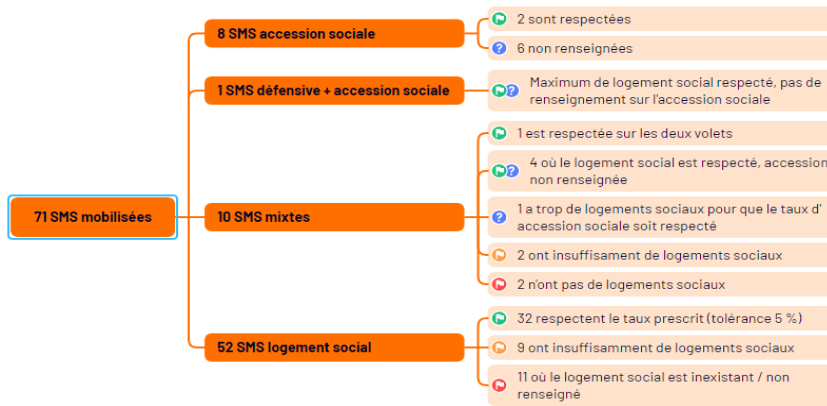 71 SMS mobilisées
8 SMS accession sociale
2 sont respectées
6 non renseignées
1 SMS défensive + accession sociale
Maximum de logement social respecté, pas de
renseignement sur l'accession sociale
10 SMS mixtes
1 est respectée sur les deux volets
4 où le logement social est respecté, accession
non renseignée
1 a trop de logements sociaux pour que le taux d'
accession sociale soit respecté
2 ont insuffisament de logements sociaux
2 n'ont pas de logements sociaux
52 SMS logement social
32 respectent le taux prescrit (tolérance 5 %)
9 ont insuffisamment de logements sociaux
11 où le logement social est inexistant / non
renseigné